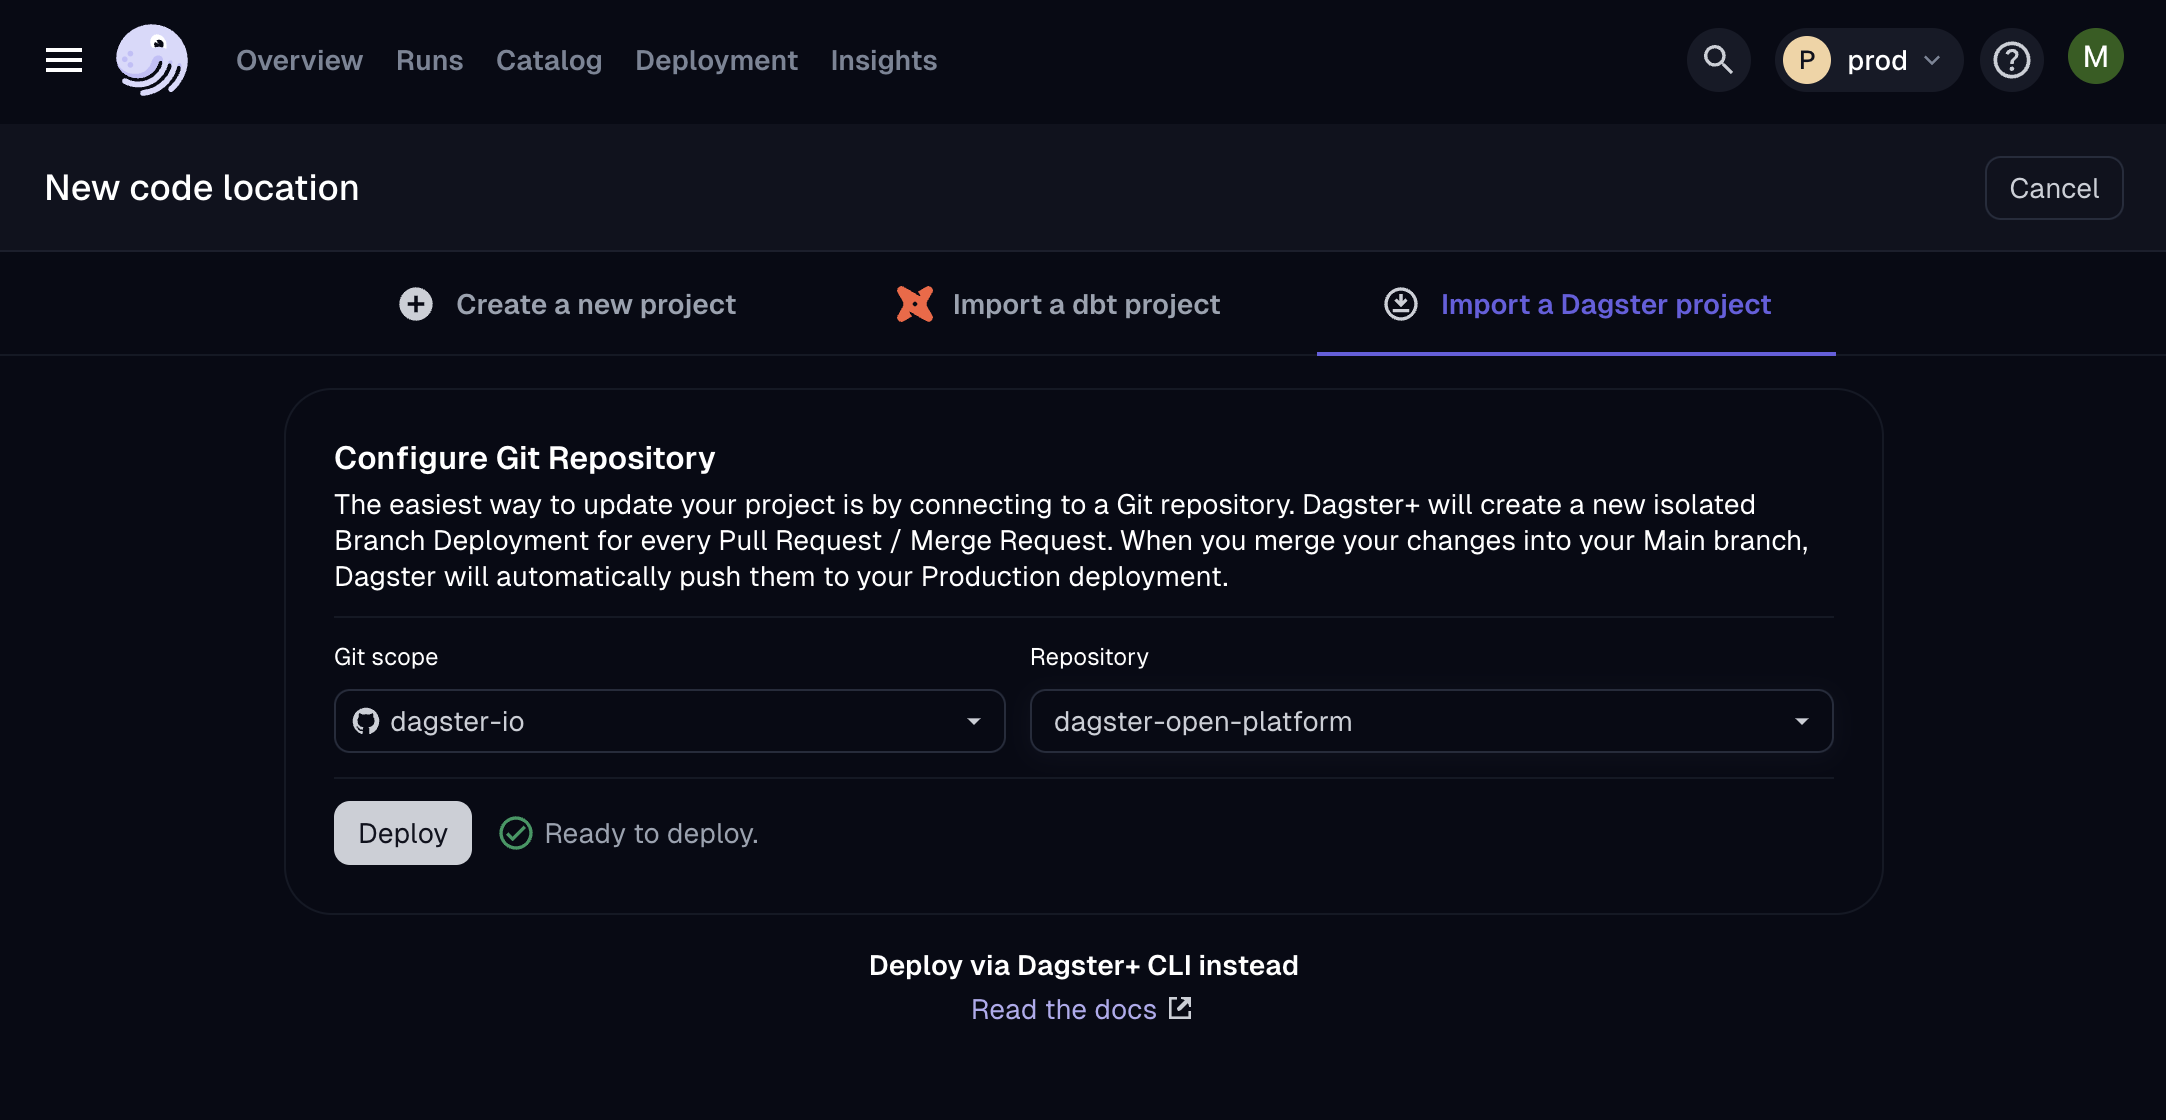 Overview Runs Catalog Deployment Insights
P prod
M
New code location
Cancel
Create a new project
Import a dbt project
Import a Dagster project
Configure Git Repository
The easiest way to update your project is by connecting to a Git repository. Dagster+ will create a new isolated
Branch Deployment for every Pull Request / Merge Request. When you merge your changes into your Main branch,
Dagster will automatically push them to your Production deployment.
Git scope
Repository
dagster-io
dagster-open-platform
Deploy
Ready to deploy.
Deploy via Dagster+ CLI instead
Read the docs